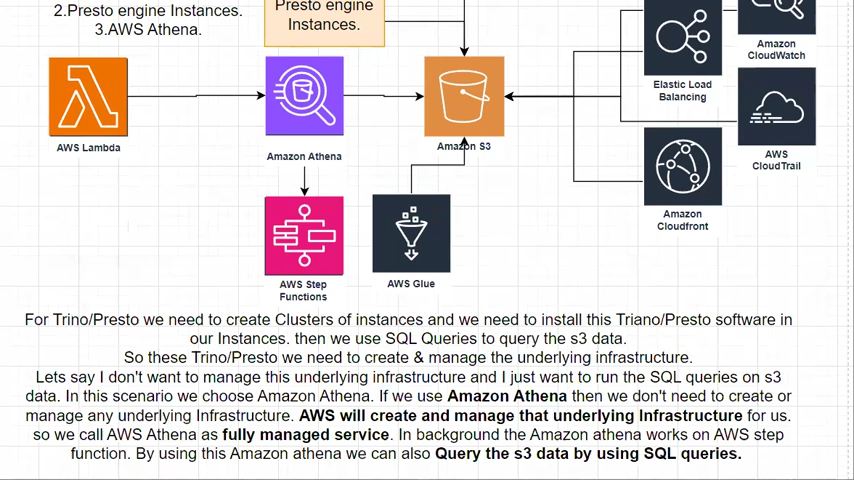 2.Presto engine Instances.
3.AWS Athena.
Presto engine
Instances.
Amazon
CloudWatch
Elastic Load
Balancing
AWS Lambda
Amazon Athena
Amazon S3
AWS
CloudTrail
Amazon
Cloudfront
AWS Step
Functions
AWS Glue
For Trino/Presto we need to create Clusters of instances and we need to install this Triano/Presto software in
our Instances. then we use SQL Queries to query the s3 data.
So these Trino/Presto we need to create & manage the underlying infrastructure.
Lets say I don't want to manage this underlying infrastructure and I just want to run the SQL queries on s3
data. In this scenario we choose Amazon Athena. If we use Amazon Athena then we don't need to create or
manage any underlying Infrastructure. AWS will create and manage that underlying Infrastructure for us.
so we call AWS Athena as fully managed service. In background the Amazon athena works on AWS step
function. By using this Amazon athena we can also Query the s3 data by using SQL queries.